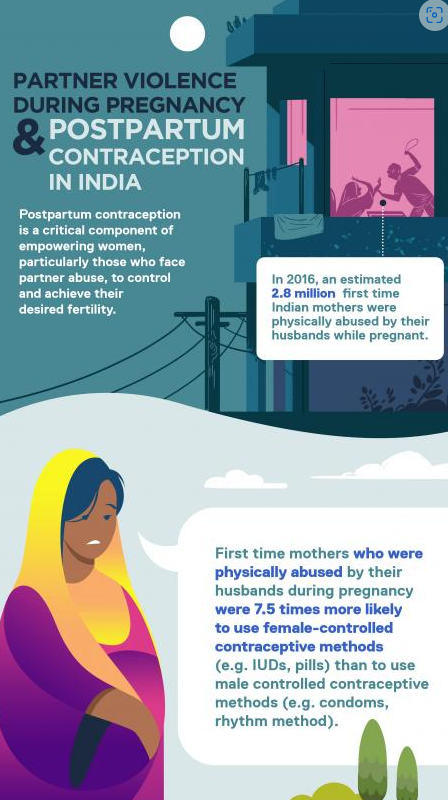 PARTNER VIOLENCE
DURING PREGNANCY
& POSTPARTUM
CONTRACEPTION
IN INDIA
Postpartum contraception
is a critical component of
empowering women,
particularly those who face
partner abuse, to control
and achieve their
desired fertility.
In 2016, an estimated
2.8 million first time
Indian mothers were
physically abused by their
husbands while pregnant.
First time mothers who were
physically abused by their
husbands during pregnancy
were 7.5 times more likely
to use female-controlled
contraceptive methods
(e.g. IUDs, pills) than to use
male controlled contraceptive
methods (e.g. condoms,
rhythm method).